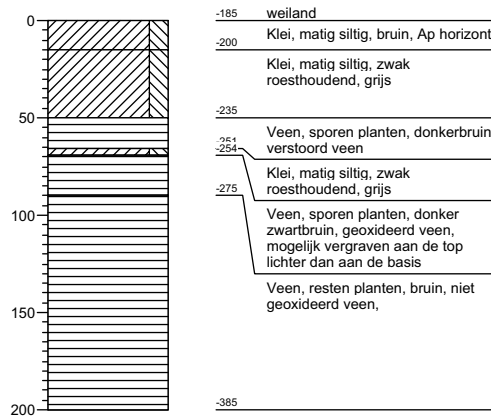 0
50
100
150
200
-185 weiland
-200 Klei, matig siltig, bruin, Ap horizont
Klei, matig siltig, zwak
roesthoudend, grijs
-235
Veen, sporen planten, donkerbruin
verstoord veen
-251
-254
Klei, matig siltig, zwak
roesthoudend, grijs
-275
Veen, sporen planten, donker
zwartbruin, geoxideerd veen,
mogelijk vergraven aan de top
lichter dan aan de basis
Veen, resten planten, bruin, niet
geoxideerd veen,
-385